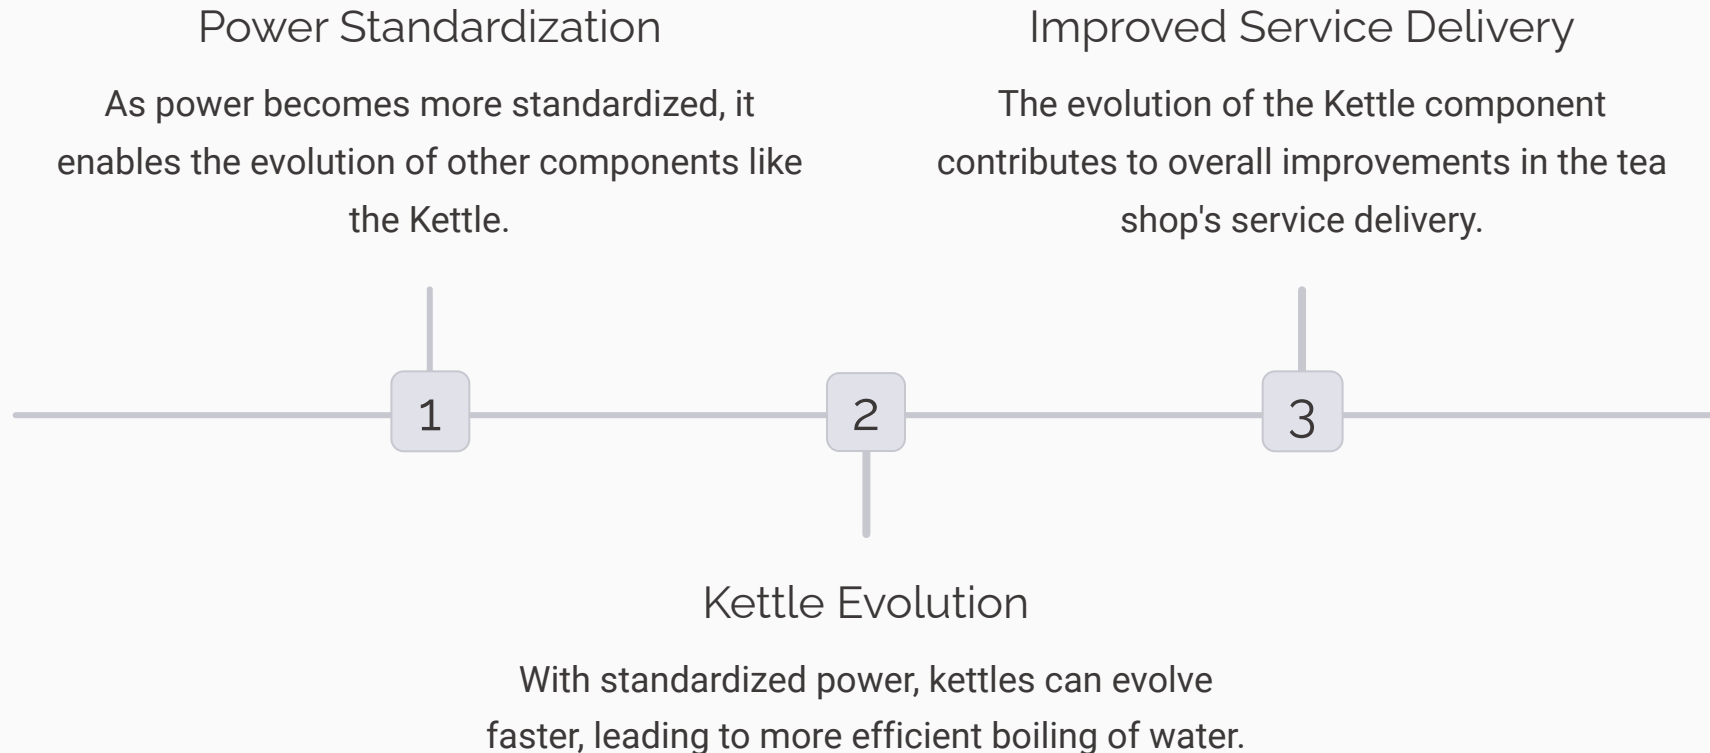 Power Standardization
As power becomes more standardized, it
enables the evolution of other components like
the Kettle.
1
2
Kettle Evolution
With standardized power, kettles can evolve
faster, leading to more efficient boiling of water.
Improved Service Delivery
The evolution of the Kettle component
contributes to overall improvements in the tea
shop's service delivery.
3